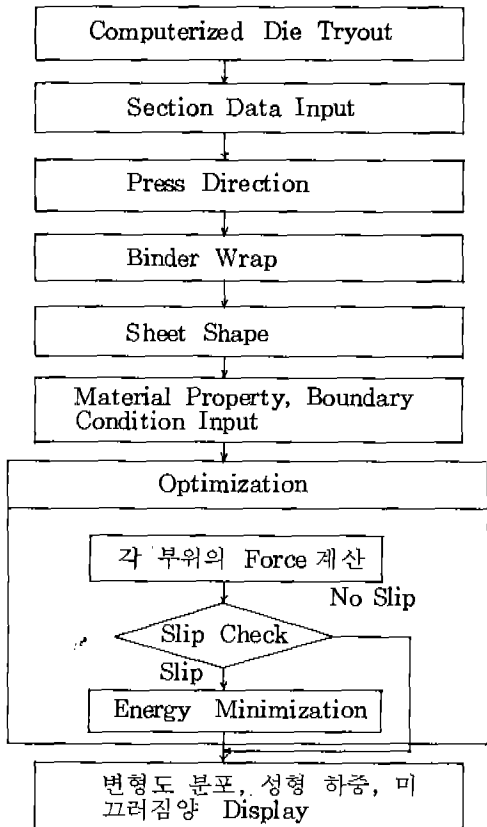 Computerized Die Tryout
Section Data Input
Press Direction
Binder Wrap
Sheet Shape
Material Property, Boundary
Condition Input
Optimization
각 부위의 Force 계산
No Slip
Slip Check
Slip
Energy Minimization
변형도 분포, 성형 하중, 미
끄러짐양 Display